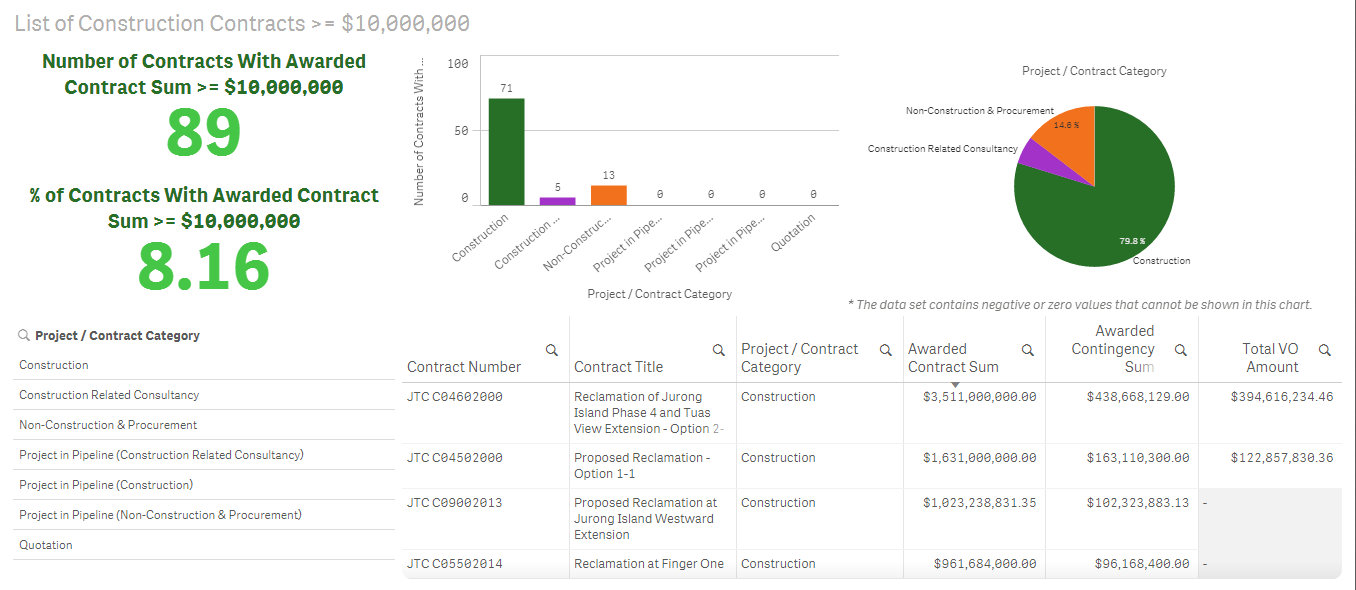 List of Construction Contracts >= $10,000,000
Number of Contracts With Awarded
Contract Sum >= $10,000,000
89
% of Contracts With Awarded Contract
Sum >= $10,000,000
8.16
Number of Contracts With ...
100
50
0
71
5
13
0
0
0
0
Construction
Construction ...
Non-Construc...
Project in Pipe...
Project in Pipe...
Project in Pipe...
Quotation
Project / Contract Category
Project / Contract Category
Non-Construction & Procurement
14.6 %
Construction Related Consultancy
79.8 %
Construction
* The data set contains negative or zero values that cannot be shown in this chart.
Project / Contract Category
Construction
Construction Related Consultancy
Non-Construction & Procurement
Project in Pipeline (Construction Related Consultancy)
Project in Pipeline (Construction)
Project in Pipeline (Non-Construction & Procurement)
Quotation
Contract Number
Contract Title
Project / Contract
Category
Awarded
Contract Sum
Awarded
Contingency
Sum
Total VO
Amount
JTC C04602000
Reclamation of Jurong
Island Phase 4 and Tuas
View Extension - Option 2-
Construction
$3,511,000,000.00
$438,668,129.00
$394,616,234.46
JTC C04502000
Proposed Reclamation -
Option 1-1
Construction
$1,631,000,000.00
$163,110,300.00
$122,857,830.36
JTC C09002013
Proposed Reclamation at
Jurong Island Westward
Extension
Construction
$1,023,238,831.35
$102,323,883.13
-
JTC C05502014
Reclamation at Finger One
Construction
$961,684,000.00
$96,168,400.00
-